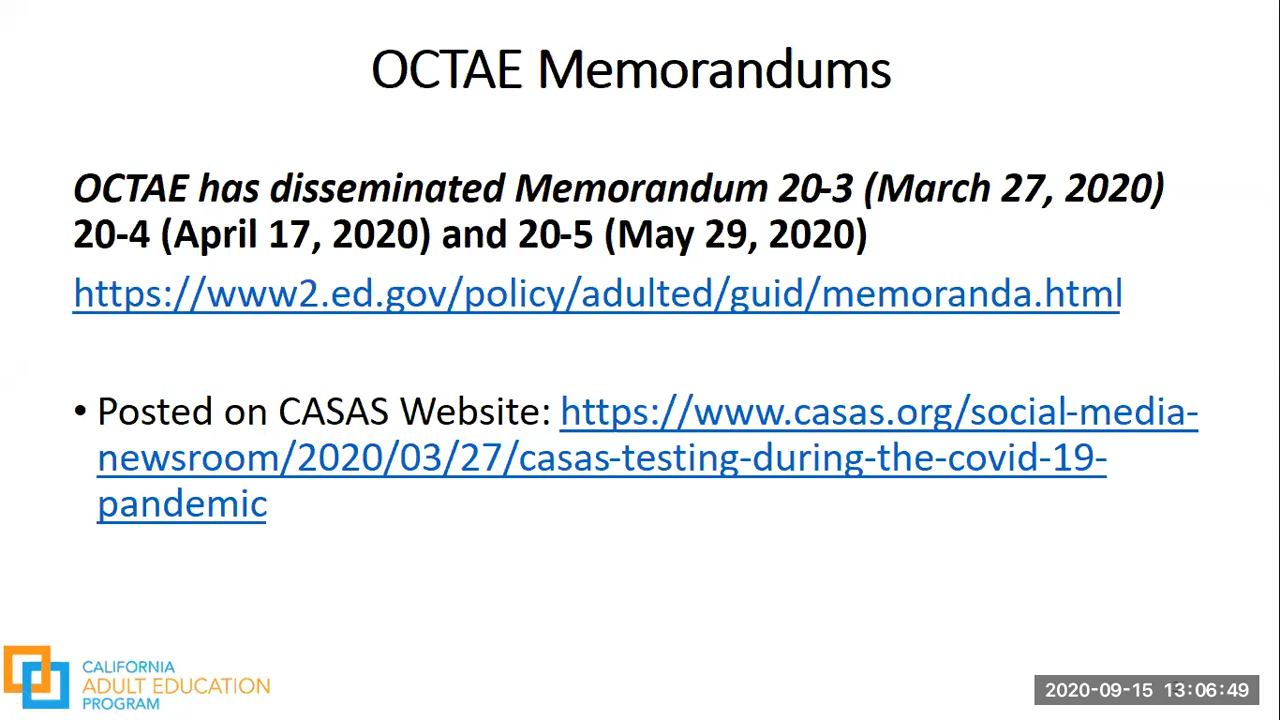 OCTAE Memorandums
OCTAE has disseminated Memorandum 20-3 (March 27, 2020)
20-4 (April 17, 2020) and 20-5 (May 29, 2020)
https://www2.ed.gov/policy/adulted/guid/memoranda.html
• Posted on CASAS Website: https://www.casas.org/social-media-
newsroom/2020/03/27/casas-testing-during-the-covid-19-
pandemic
CALIFORNIA
ADULT EDUCATION
PROGRAM
2020-09-15 13:06:49